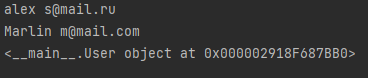 alex s@mail.ru
Marlin m@mail.com
<__main__.User object at 0x000002918F687BB0>